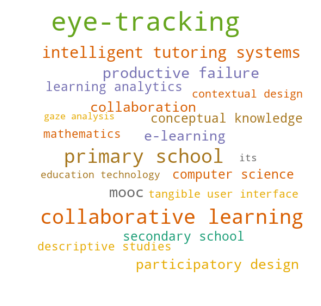 eye-tracking
intelligent tutoring systems
productive failure
learning analytics
contextual design
collaboration
gaze analysis
conceptual knowledge
mathematics
e-learning
primary school
its
education technology
computer science
mooc
tangible user interface
collaborative learning
secondary school
descriptive studies
participatory design